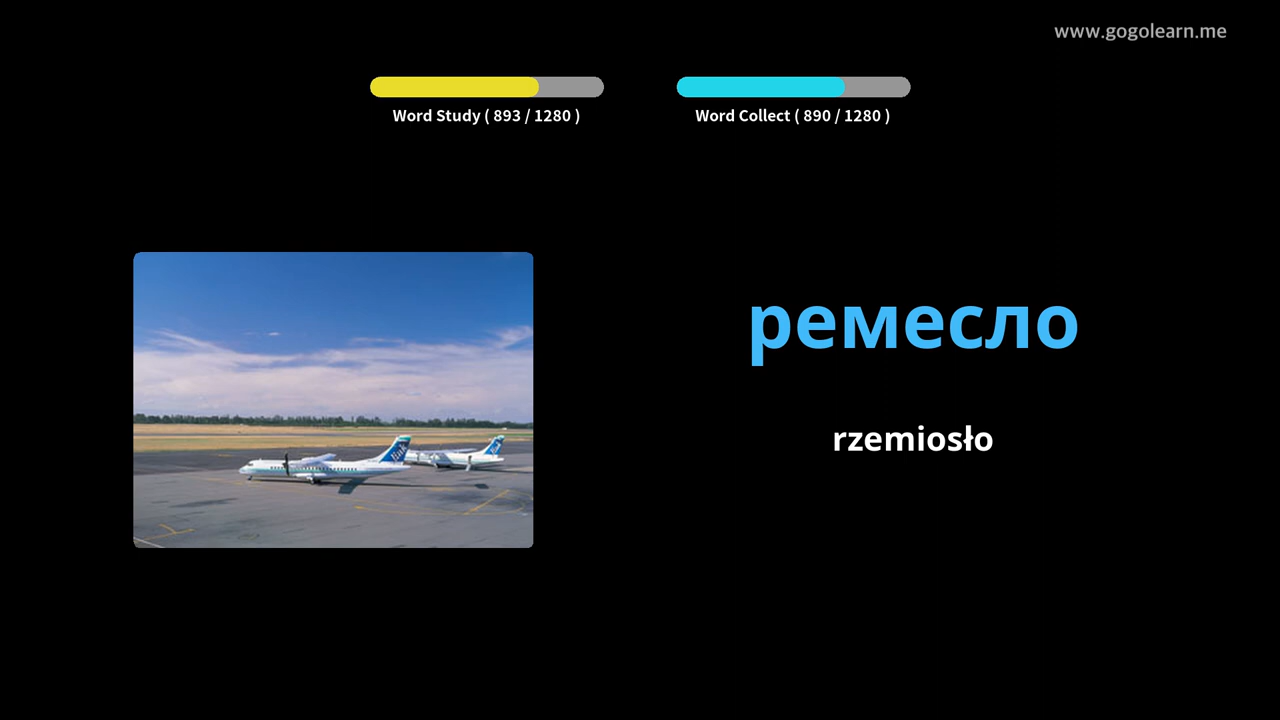 www.gogolearn.me
Word Study ( 893 / 1280 )
Word Collect ( 890 / 1280 )
ремесло
rzemiosło